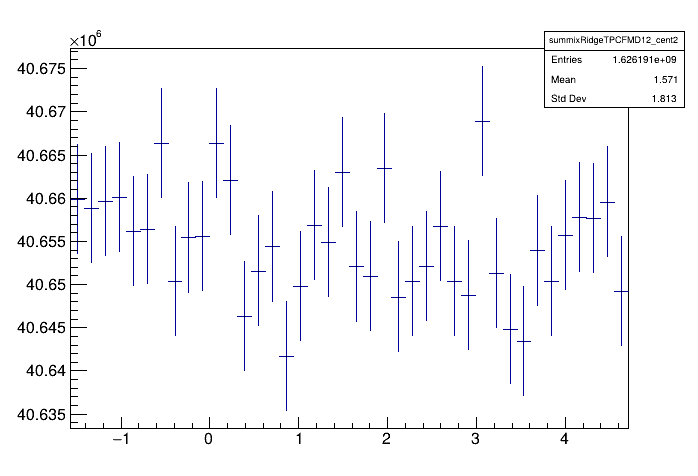 ×10⁶
summixRidgeTPCFMD12_cent2
Entries 1.626191e+09
Mean 1.571
Std Dev 1.813
40.675
40.67
40.665
40.66
40.655
40.65
40.645
40.64
40.635
−1 0 1 2 3 4